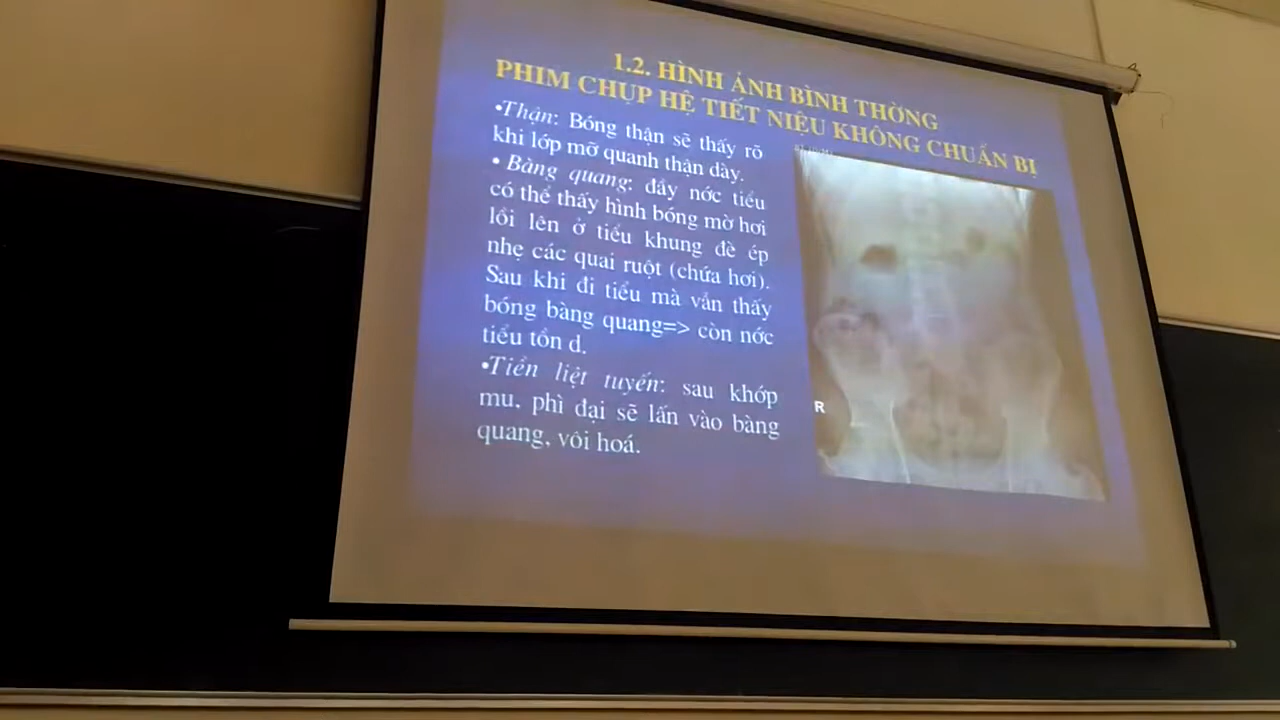 1.2. HÌNH ẢNH BÌNH THỜNG
PHIM CHỤP HỆ TIẾT NIỆU KHÔNG CHUẨN BỊ
•Thận: Bóng thận sẽ thấy rõ
khi lớp mỡ quanh thận dày.
• Bàng quang: đầy nớc tiểu
có thể thấy hình bóng mờ hơi
lồi lên ở tiểu khung đè ép
nhẹ các quai ruột (chứa hơi).
Sau khi đi tiểu mà vẫn thấy
bóng bàng quang=> còn nớc
tiểu tồn d.
•Tiền liệt tuyến: sau khớp
mu, phì đại sẽ lấn vào bàng
quang, vôi hoá.
R